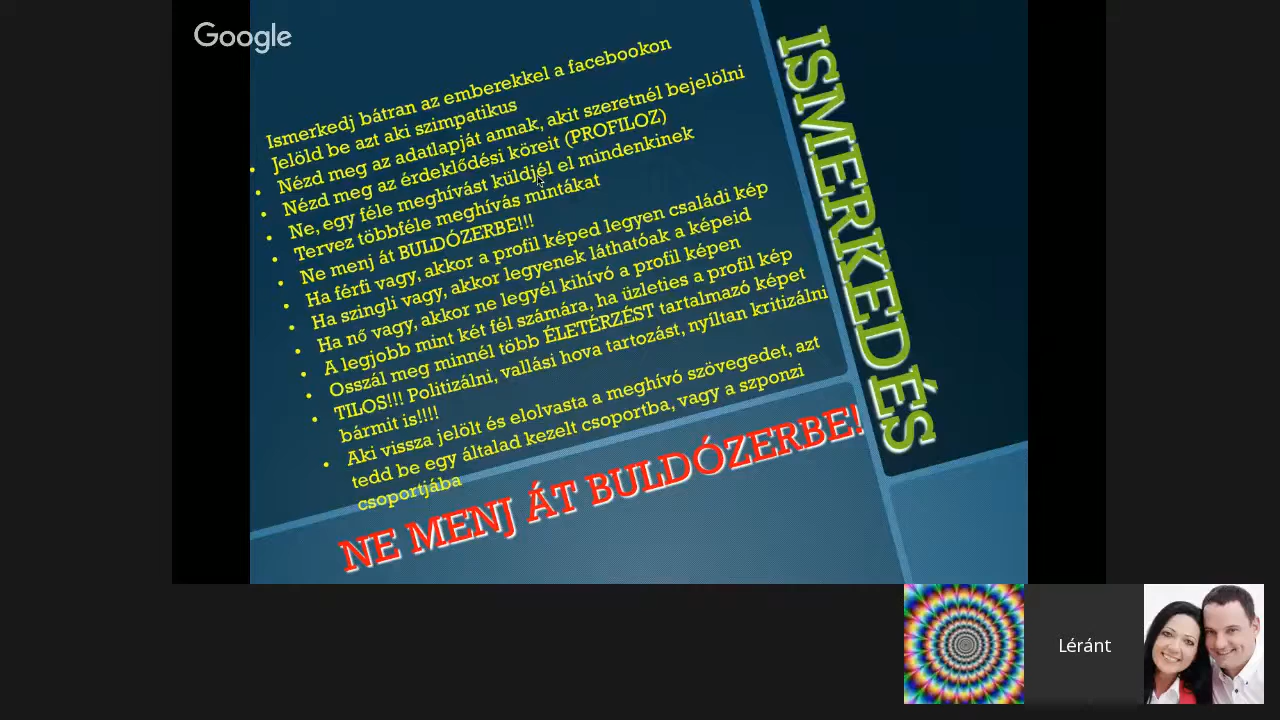 Google
Ismerkedj bátran az emberekkel a facebookon
• Jelöld be azt aki szimpatikus
• Nézd meg az adatlapját annak, akit szeretnél bejelölni
• Nézd meg az érdeklődési köreit (PROFILOZ)
• Ne, egy féle meghívást küldjél el mindenkinek
• Tervez többféle meghívás mintákat
• Ne menj át BULDÓZERBE!!!
• Ha férfi vagy, akkor a profil képed legyen családi kép
• Ha szingli vagy, akkor legyenek láthatóak a képeid
• Ha nő vagy, akkor ne legyél kihívó a profil képen
• A legjobb mint két fél számára, ha üzleties a profil kép
• Osszál meg minnél több ÉLETÉRZÉST tartalmazó képet
• TILOS!!! Politizálni, vallási hova tartozást, nyíltan kritizálni
bármit is!!!!
• Aki vissza jelölt és elolvasta a meghívó szövegedet, azt
tedd be egy általad kezelt csoportba, vagy a szponzi
csoportjába
ISMERKEDÉS
NE MENJ ÁT BULDÓZERBE!
Léránt